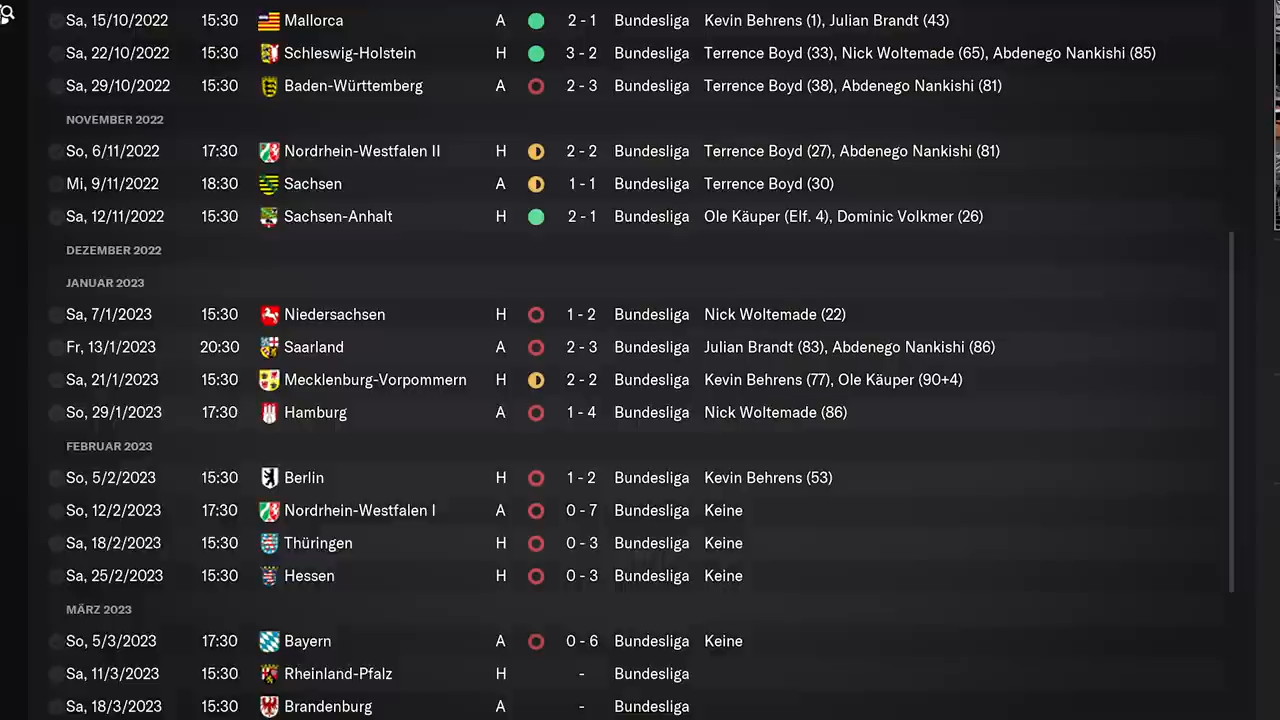 Sa, 15/10/2022 15:30 Mallorca A 2 - 1 Bundesliga Kevin Behrens (1), Julian Brandt (43)
Sa, 22/10/2022 15:30 Schleswig-Holstein H 3 - 2 Bundesliga Terrence Boyd (33), Nick Woltemade (65), Abdenego Nankishi (85)
Sa, 29/10/2022 15:30 Baden-Württemberg A 2 - 3 Bundesliga Terrence Boyd (38), Abdenego Nankishi (81)
NOVEMBER 2022
So, 6/11/2022 17:30 Nordrhein-Westfalen II H 2 - 2 Bundesliga Terrence Boyd (27), Abdenego Nankishi (81)
Mi, 9/11/2022 18:30 Sachsen A 1 - 1 Bundesliga Terrence Boyd (30)
Sa, 12/11/2022 15:30 Sachsen-Anhalt H 2 - 1 Bundesliga Ole Käuper (Elf. 4), Dominic Volkmer (26)
DEZEMBER 2022
JANUAR 2023
Sa, 7/1/2023 15:30 Niedersachsen H 1 - 2 Bundesliga Nick Woltemade (22)
Fr, 13/1/2023 20:30 Saarland A 2 - 3 Bundesliga Julian Brandt (83), Abdenego Nankishi (86)
Sa, 21/1/2023 15:30 Mecklenburg-Vorpommern H 2 - 2 Bundesliga Kevin Behrens (77), Ole Käuper (90+4)
So, 29/1/2023 17:30 Hamburg A 1 - 4 Bundesliga Nick Woltemade (86)
FEBRUAR 2023
So, 5/2/2023 15:30 Berlin H 1 - 2 Bundesliga Kevin Behrens (53)
So, 12/2/2023 17:30 Nordrhein-Westfalen I A 0 - 7 Bundesliga Keine
Sa, 18/2/2023 15:30 Thüringen H 0 - 3 Bundesliga Keine
Sa, 25/2/2023 15:30 Hessen H 0 - 3 Bundesliga Keine
MÄRZ 2023
So, 5/3/2023 17:30 Bayern A 0 - 6 Bundesliga Keine
Sa, 11/3/2023 15:30 Rheinland-Pfalz H - Bundesliga
Sa, 18/3/2023 15:30 Brandenburg A - Bundesliga